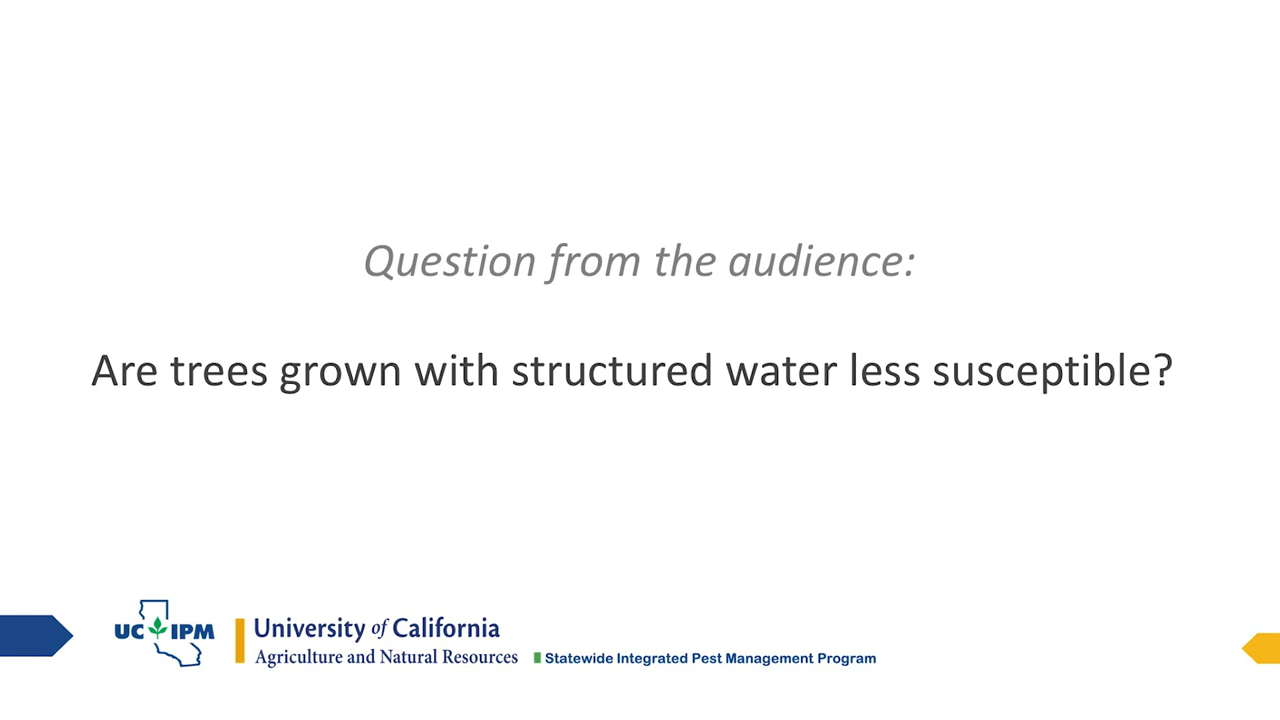 Question from the audience:
Are trees grown with structured water less susceptible?
UC IPM
University of California
Agriculture and Natural Resources
Statewide Integrated Pest Management Program